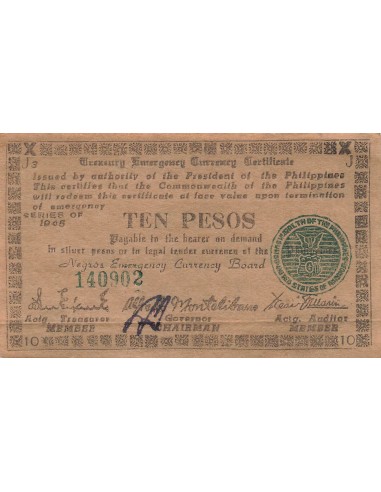 X X
J3 Treasury Emergency Currency Certificate J
Issued by authority of the President of the Philippines
This certifies that the Commonwealth of the Philippines
will redeem this certificate at face value upon termination
of emergency
SERIES OF
TEN PESOS
Payable to the bearer on demand
in silver pesos or in legal tender currency of the
Negros Emergency Currency Board
140902
Montelibano
Actg. Treasurer Governor Actg. Auditor
MEMBER CHAIRMAN MEMBER
10 10